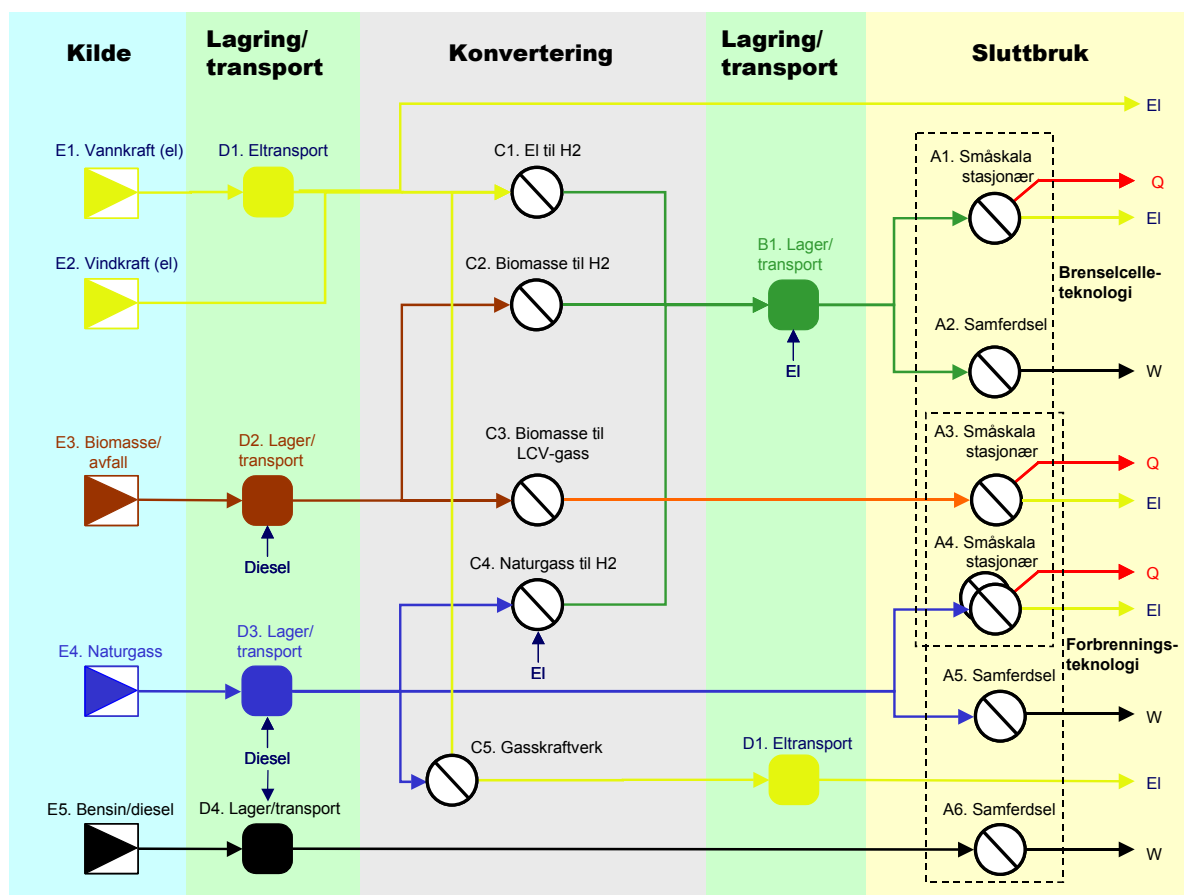 Kilde
Lagring/
transport
Konvertering
Lagring/
transport
Sluttbruk
El
E1. Vannkraft (el)
D1. Eltransport
C1. El til H2
A1. Småskala
stasjonær
Q
El
E2. Vindkraft (el)
C2. Biomasse til H2
B1. Lager/
transport
El
Brenselcelle-
teknologi
A2. Samferdsel
W
E3. Biomasse/
avfall
D2. Lager/
transport
Diesel
C3. Biomasse til
LCV-gass
A3. Småskala
stasjonær
Q
El
C4. Naturgass til H2
El
A4. Småskala
stasjonær
Q
El
E4. Naturgass
D3. Lager/
transport
Diesel
Forbrennings-
teknologi
A5. Samferdsel
W
C5. Gasskraftverk
D1. Eltransport
El
E5. Bensin/diesel
D4. Lager/transport
A6. Samferdsel
W